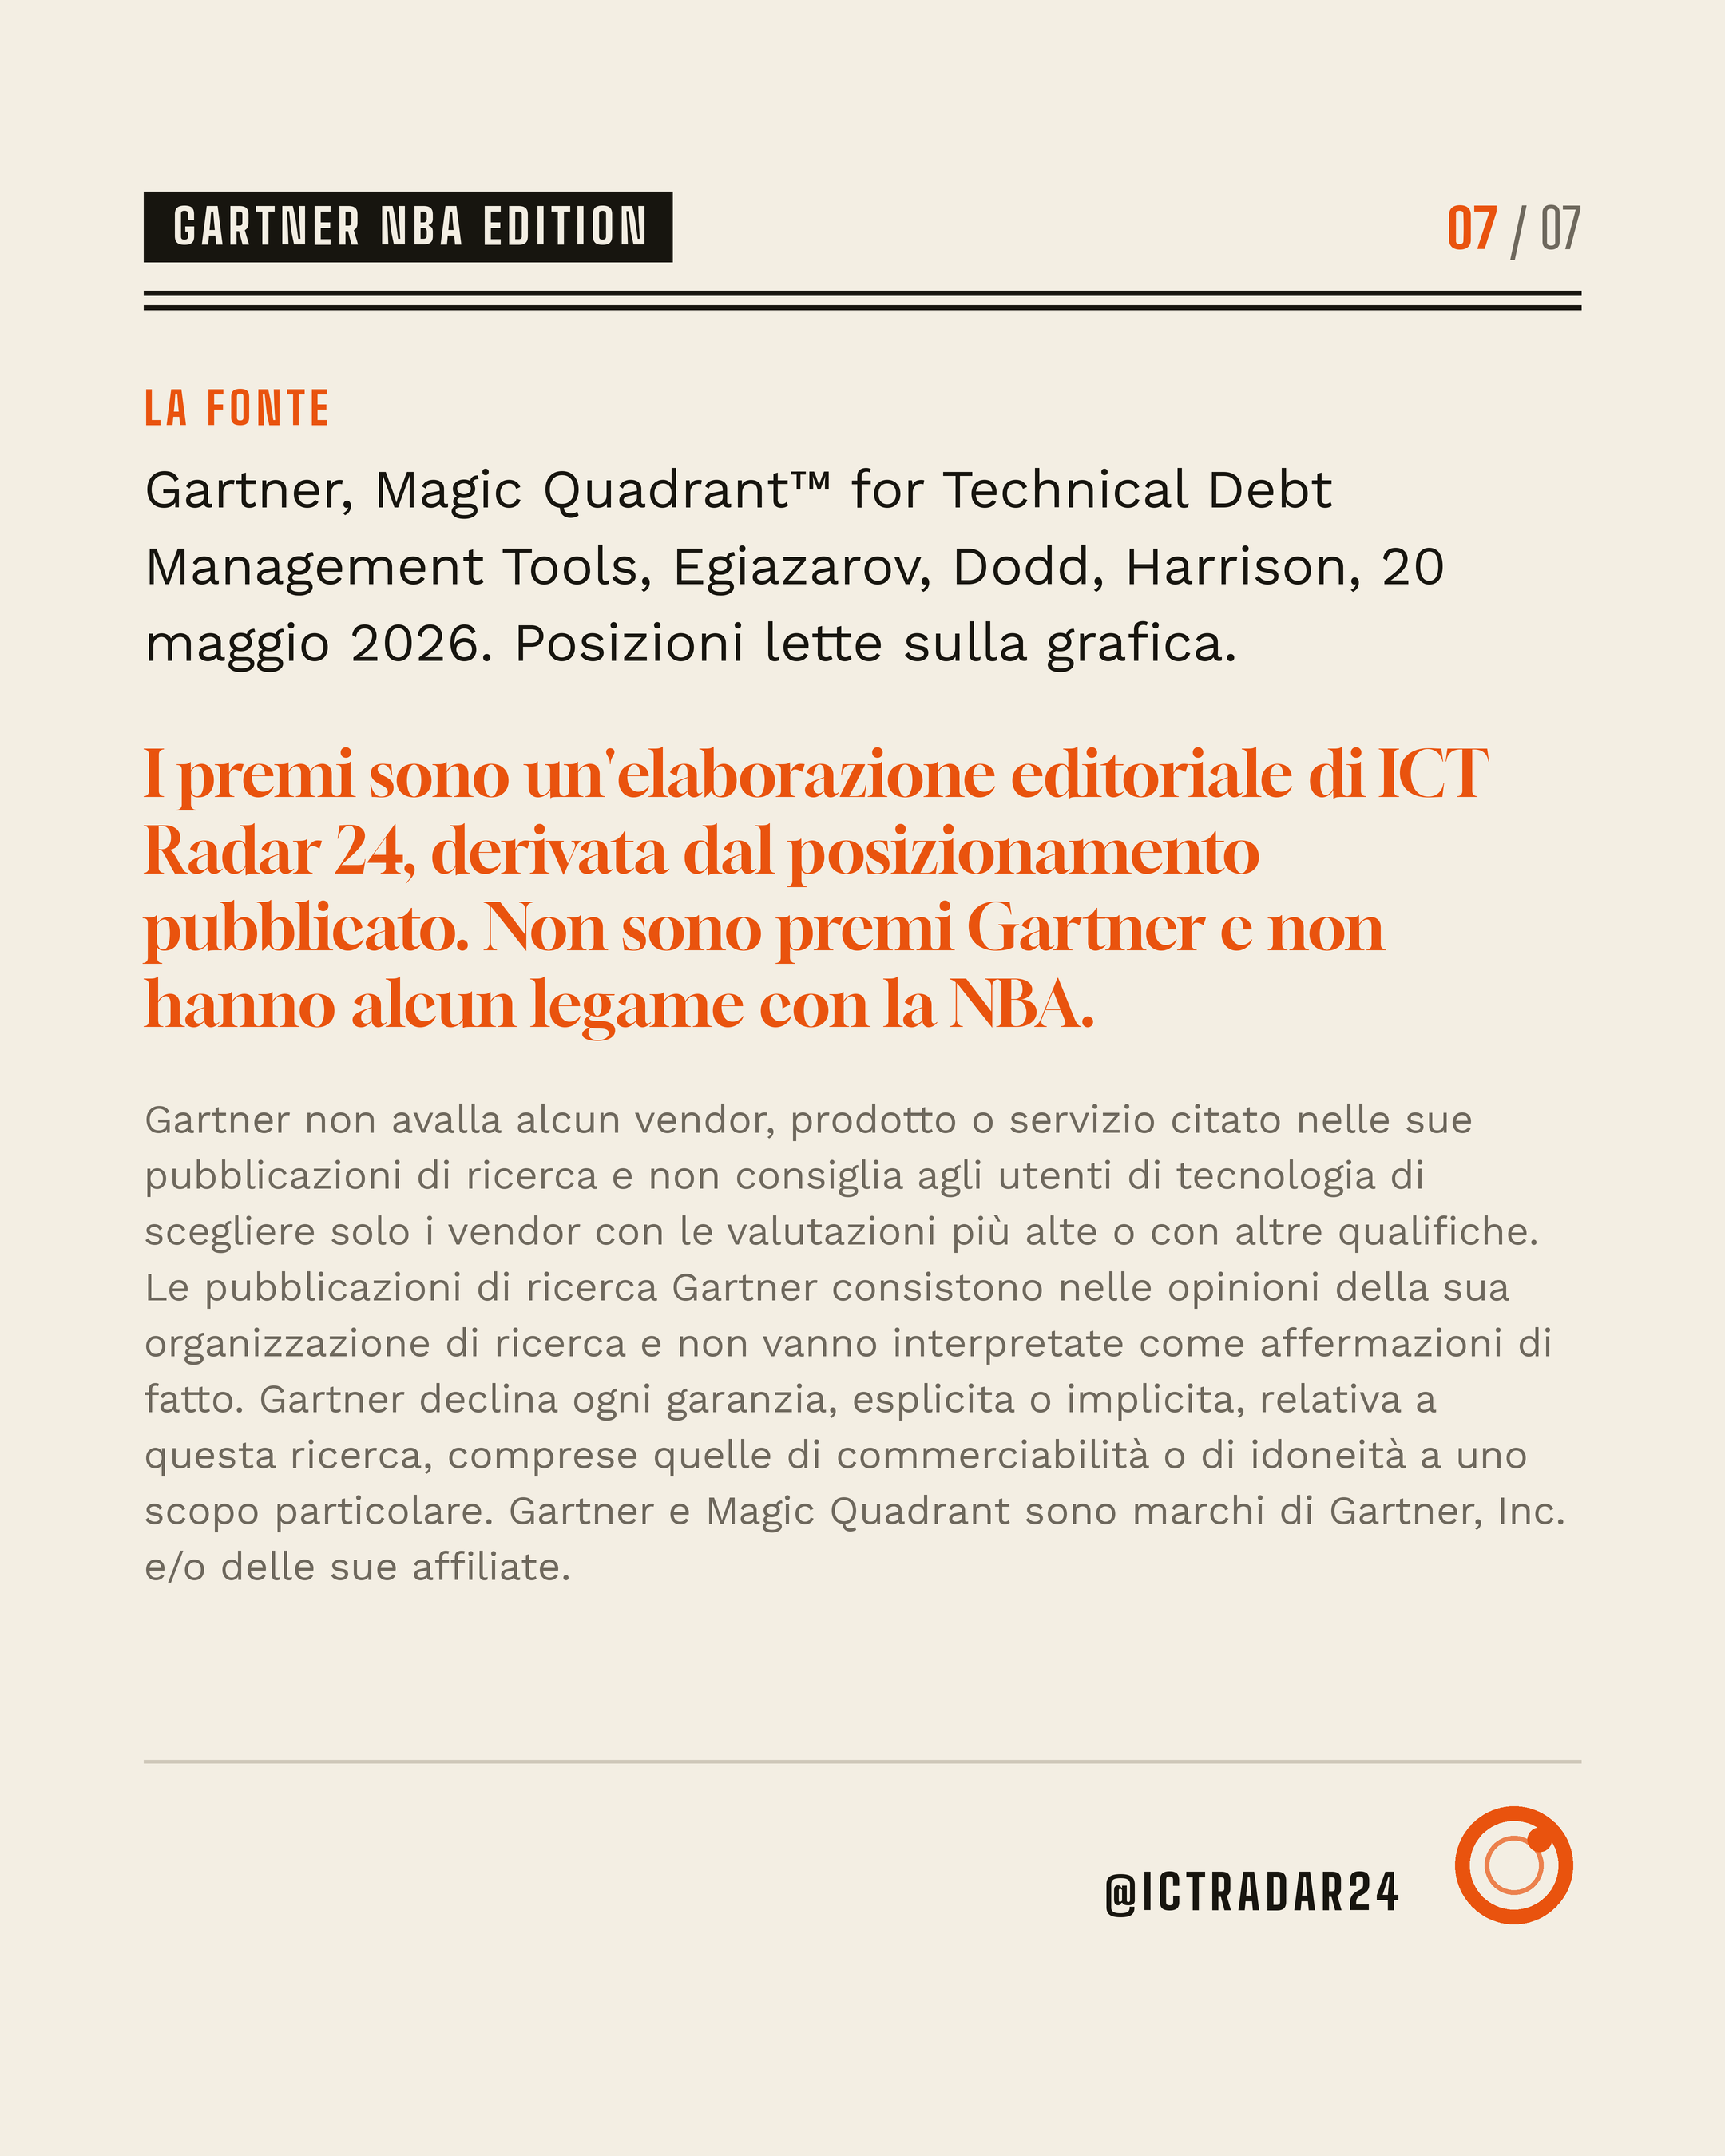 GARTNER NBA EDITION
07 / 07
LA FONTE
Gartner, Magic Quadrant™ for Technical Debt
Management Tools, Egiazarov, Dodd, Harrison, 20
maggio 2026. Posizioni lette sulla grafica.
I premi sono un'elaborazione editoriale di ICT
Radar 24, derivata dal posizionamento
pubblicato. Non sono premi Gartner e non
hanno alcun legame con la NBA.
Gartner non avalla alcun vendor, prodotto o servizio citato nelle sue
pubblicazioni di ricerca e non consiglia agli utenti di tecnologia di
scegliere solo i vendor con le valutazioni più alte o con altre qualifiche.
Le pubblicazioni di ricerca Gartner consistono nelle opinioni della sua
organizzazione di ricerca e non vanno interpretate come affermazioni di
fatto. Gartner declina ogni garanzia, esplicita o implicita, relativa a
questa ricerca, comprese quelle di commerciabilità o di idoneità a uno
scopo particolare. Gartner e Magic Quadrant sono marchi di Gartner, Inc.
e/o delle sue affiliate.
@ICTRADAR24